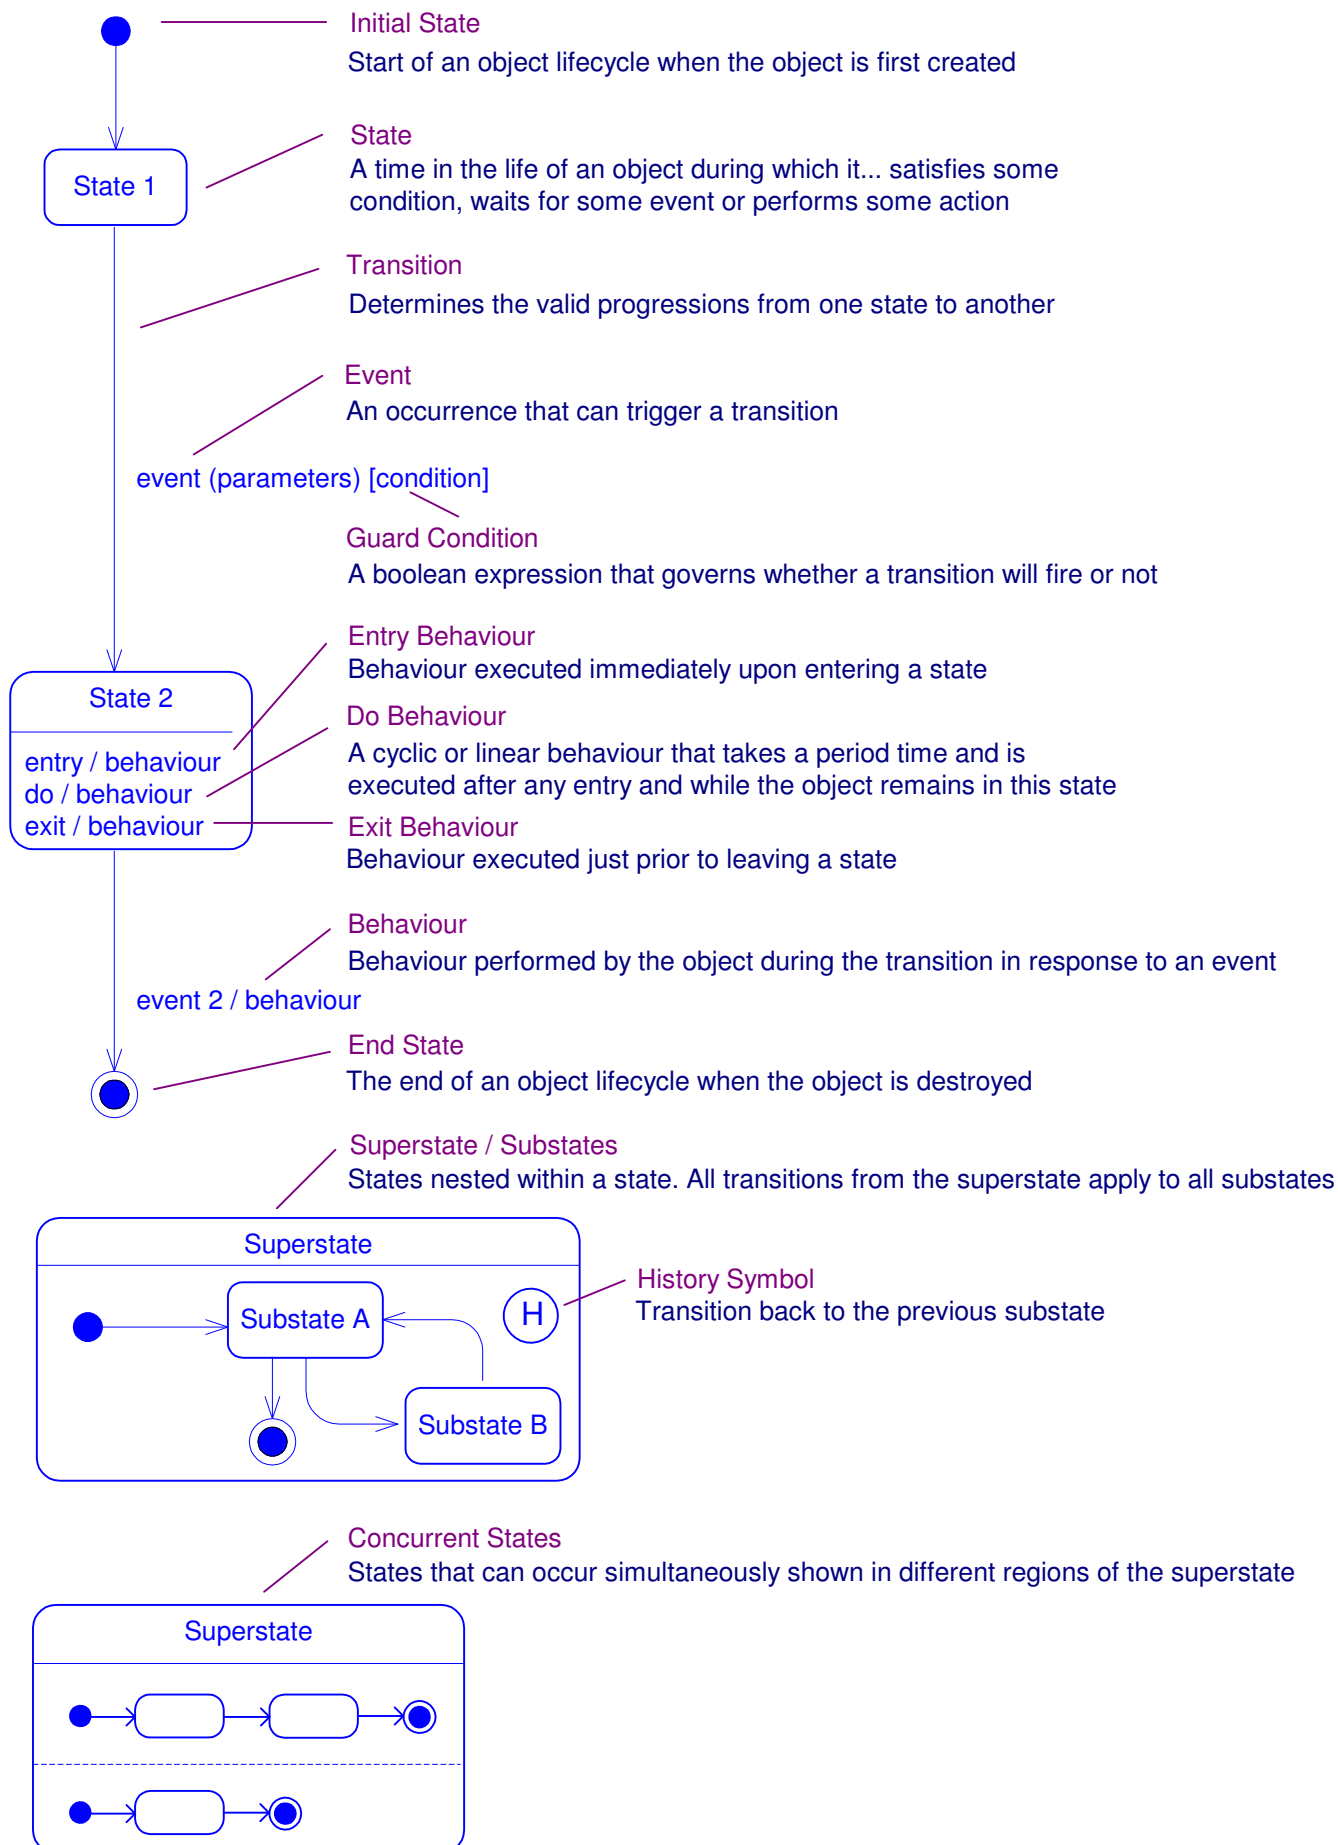 Initial State
Start of an object lifecycle when the object is first created
State
A time in the life of an object during which it... satisfies some
condition, waits for some event or performs some action
State 1
Transition
Determines the valid progressions from one state to another
Event
An occurrence that can trigger a transition
event (parameters) [condition]
Guard Condition
A boolean expression that governs whether a transition will fire or not
Entry Behaviour
Behaviour executed immediately upon entering a state
State 2
Do Behaviour
A cyclic or linear behaviour that takes a period time and is
executed after any entry and while the object remains in this state
entry / behaviour
do / behaviour
exit / behaviour
Exit Behaviour
Behaviour executed just prior to leaving a state
Behaviour
Behaviour performed by the object during the transition in response to an event
event 2 / behaviour
End State
The end of an object lifecycle when the object is destroyed
Superstate / Substates
States nested within a state. All transitions from the superstate apply to all substates
Superstate
History Symbol
Transition back to the previous substate
Substate A
H
Substate B
Concurrent States
States that can occur simultaneously shown in different regions of the superstate
Superstate